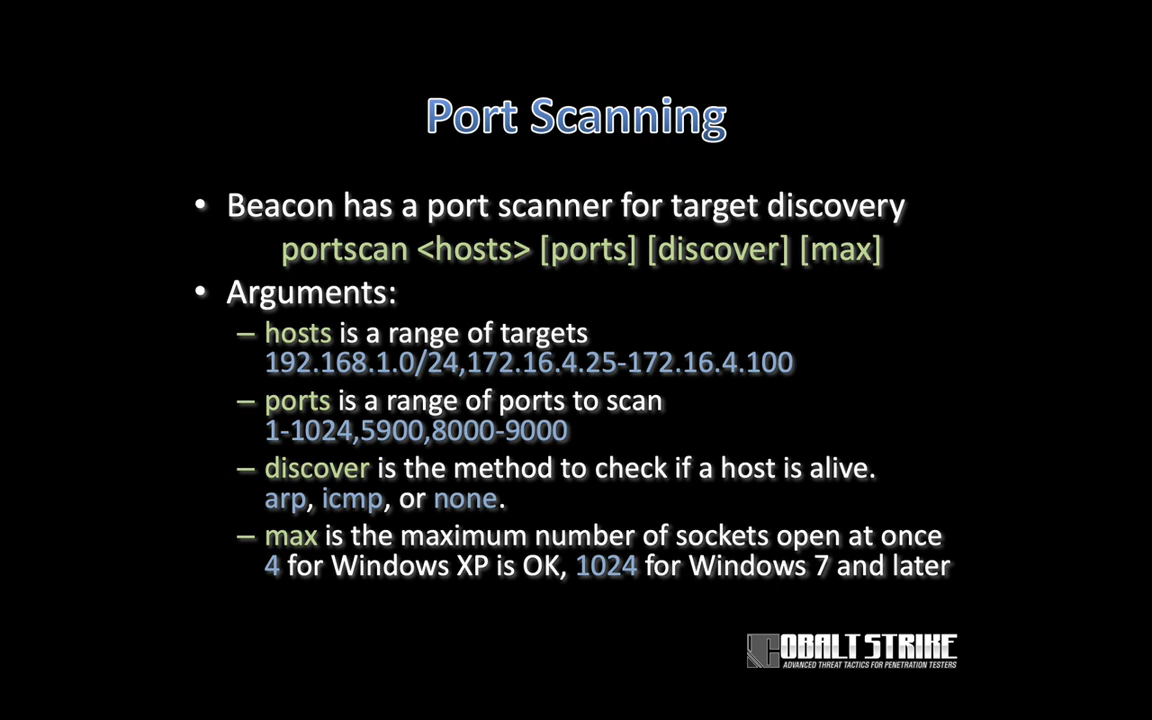 Port Scanning
• Beacon has a port scanner for target discovery
portscan <hosts> [ports] [discover] [max]
• Arguments:
– hosts is a range of targets
192.168.1.0/24,172.16.4.25-172.16.4.100
– ports is a range of ports to scan
1-1024,5900,8000-9000
– discover is the method to check if a host is alive.
arp, icmp, or none.
– max is the maximum number of sockets open at once
4 for Windows XP is OK, 1024 for Windows 7 and later
COBALT STRIKE
ADVANCED THREAT TACTICS FOR PENETRATION TESTERS